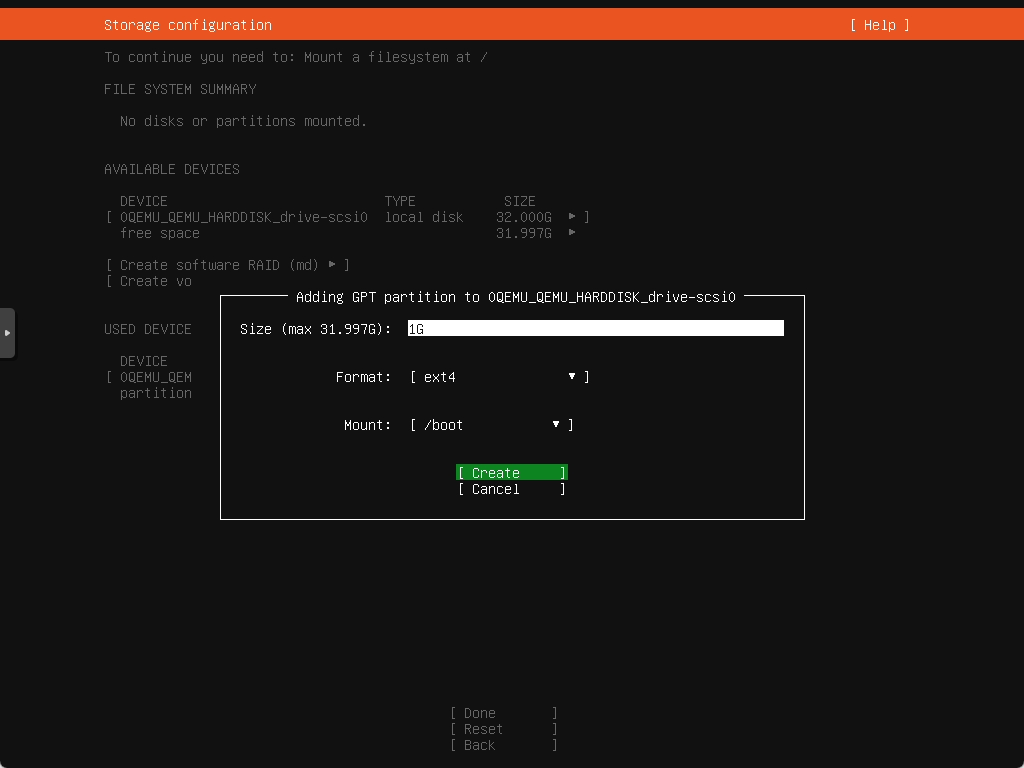 Storage configuration [ Help ]
To continue you need to: Mount a filesystem at /
FILE SYSTEM SUMMARY
No disks or partitions mounted.
AVAILABLE DEVICES
DEVICE TYPE SIZE
[ 0QEMU_QEMU_HARDDISK_drive-scsi0 local disk 32.000G ▸ ]
free space 31.997G ▸
[ Create software RAID (md) ▸ ]
[ Create vo
Adding GPT partition to 0QEMU_QEMU_HARDDISK_drive-scsi0
Size (max 31.997G): 1G
Format: [ ext4 ▾ ]
Mount: [ /boot ▾ ]
[ Create ]
[ Cancel ]
USED DEVICE
DEVICE
[ 0QEMU_QEM
partition
[ Done ]
[ Reset ]
[ Back ]